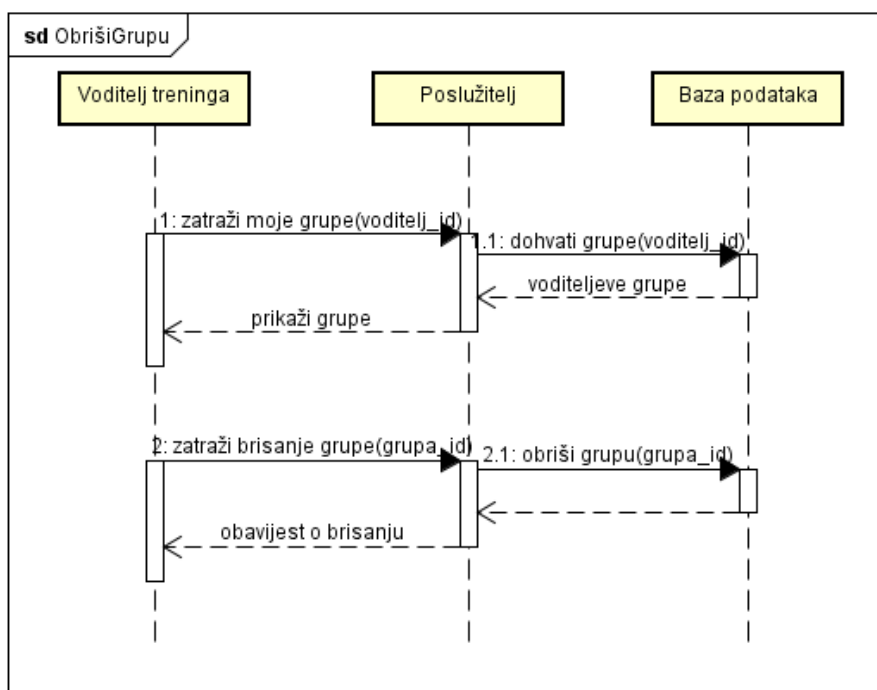 sd ObrišiGrupu
Voditelj treninga
Poslužitelj
Baza podataka
1: zatraži moje grupe(voditelj_id)
1.1: dohvati grupe(voditelj_id)
voditeljeve grupe
prikaži grupe
2: zatraži brisanje grupe(grupa_id)
2.1: obriši grupu(grupa_id)
obavijest o brisanju